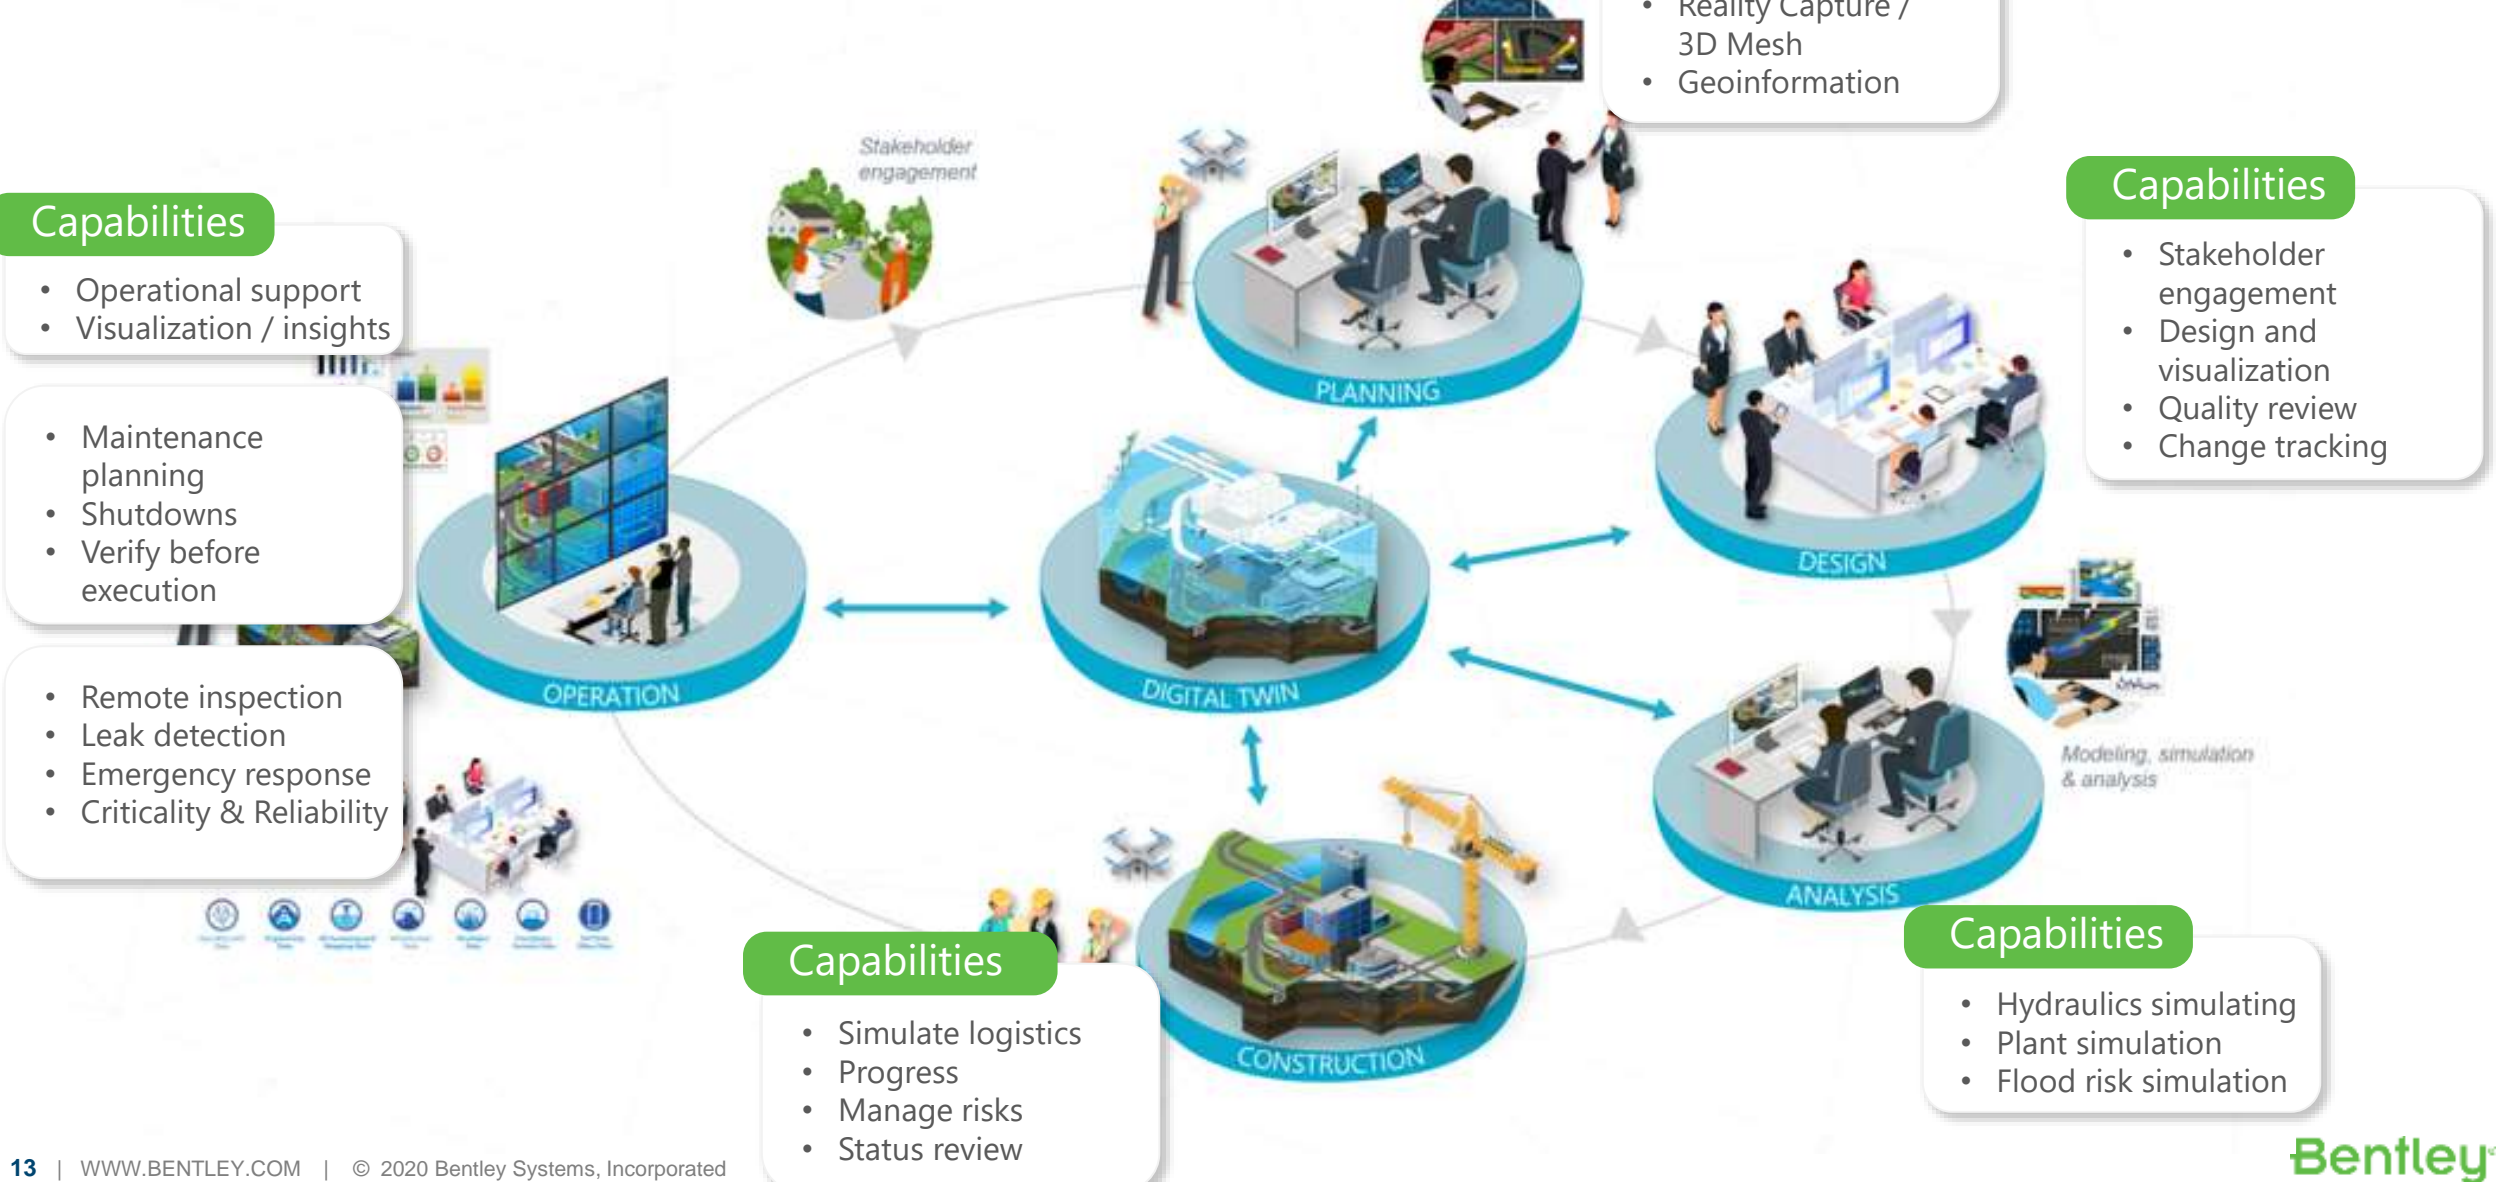 • Reality Capture /
3D Mesh
• Geoinformation
Stakeholder
engagement
Capabilities
• Operational support
• Visualization / insights
• Maintenance
planning
• Shutdowns
• Verify before
execution
• Remote inspection
• Leak detection
• Emergency response
• Criticality & Reliability
Capabilities
• Stakeholder
engagement
• Design and
visualization
• Quality review
• Change tracking
PLANNING
DESIGN
OPERATION
DIGITAL TWIN
Modeling, simulation
& analysis
ANALYSIS
CONSTRUCTION
Capabilities
• Simulate logistics
• Progress
• Manage risks
• Status review
Capabilities
• Hydraulics simulating
• Plant simulation
• Flood risk simulation
13 | WWW.BENTLEY.COM | © 2020 Bentley Systems, Incorporated
Bentley